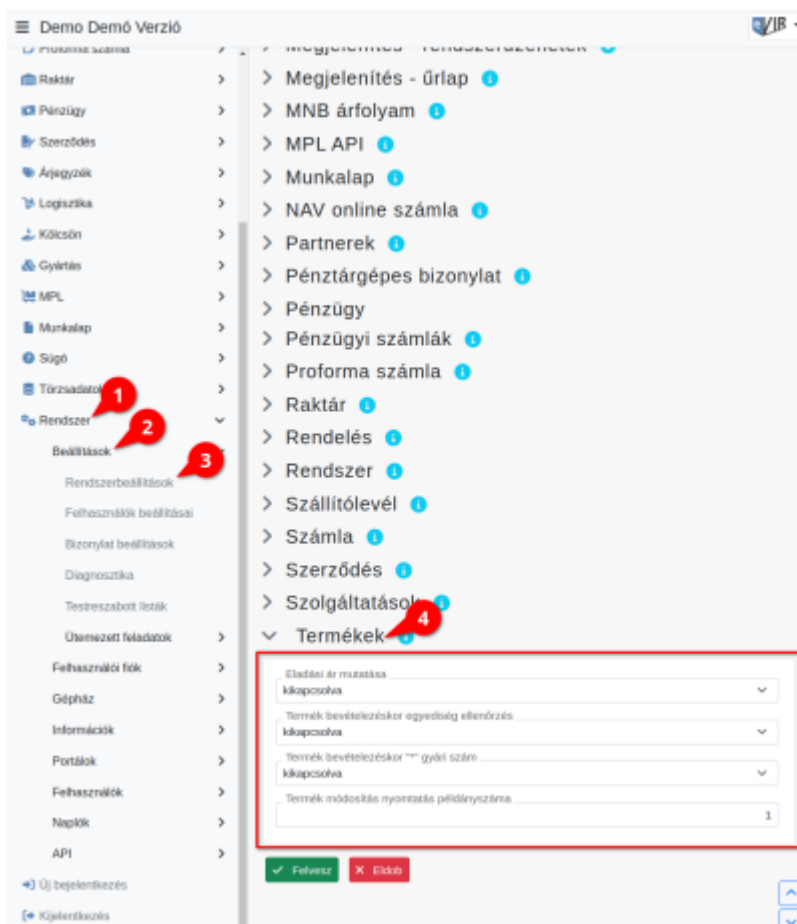 Demo Demó Verzió
VIR
Proforma számla
Raktár
Pénzügy
Szerződés
Árjegyzék
Logisztika
Kölcsön
Gyártás
MPL
Munkalap
Súgó
Törzsadatok
1
Rendszer
2
Beállítások
3
Rendszerbeállítások
Felhasználók beállításai
Bizonylat beállítások
Diagnosztika
Testreszabott listák
Ütemezett feladatok
Felhasználói fiók
Gépház
Információk
Portálok
Felhasználók
Naplók
API
Új bejelentkezés
Kijelentkezés
Megjelenítés - rendszerüzenetek
Megjelenítés - űrlap
MNB árfolyam
MPL API
Munkalap
NAV online számla
Partnerek
Pénztárgépes bizonylat
Pénzügy
Pénzügyi számlák
Proforma számla
Raktár
Rendelés
Rendszer
Szállítólevél
Számla
Szerződés
Szolgáltatások
4
Termékek
Eladási ár mutatása
kikapcsolva
Termék bevételezéskor egyediség ellenőrzés
kikapcsolva
Termék bevételezéskor "*" gyári szám
kikapcsolva
Termék módosítás nyomtatás példányszáma
1
Felvesz
Eldob